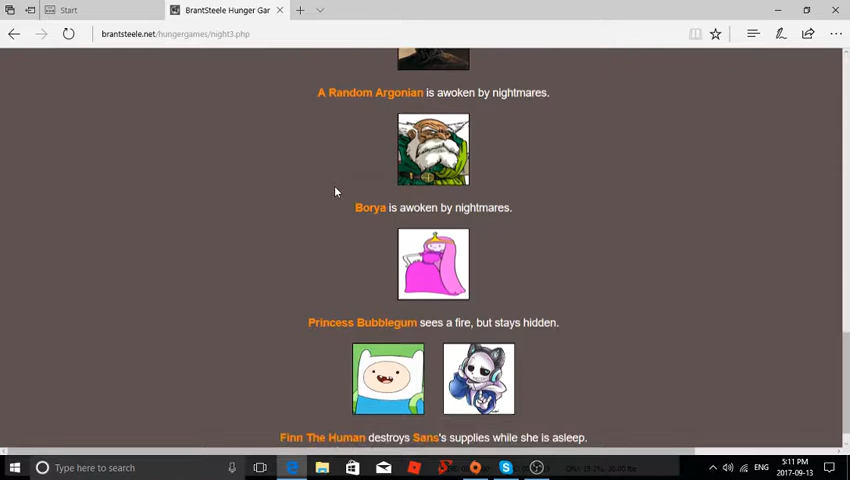 Start
BrantSteele Hunger Gar
brantsteele.net/hungergames/night3.php
A Random Argonian is awoken by nightmares.
Borya is awoken by nightmares.
Princess Bubblegum sees a fire, but stays hidden.
Finn The Human destroys Sans's supplies while she is asleep.
Type here to search
ENG
5:11 PM
2017-09-13